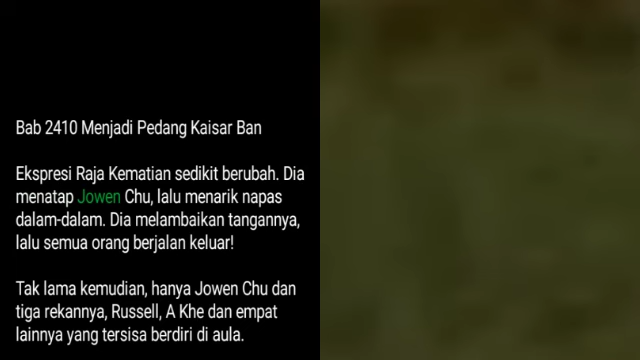 Bab 2410 Menjadi Pedang Kaisar Ban
Ekspresi Raja Kematian sedikit berubah. Dia
menatap Jowen Chu, lalu menarik napas
dalam-dalam. Dia melambaikan tangannya,
lalu semua orang berjalan keluar!
Tak lama kemudian, hanya Jowen Chu dan
tiga rekannya, Russell, A Khe dan empat
lainnya yang tersisa berdiri di aula.